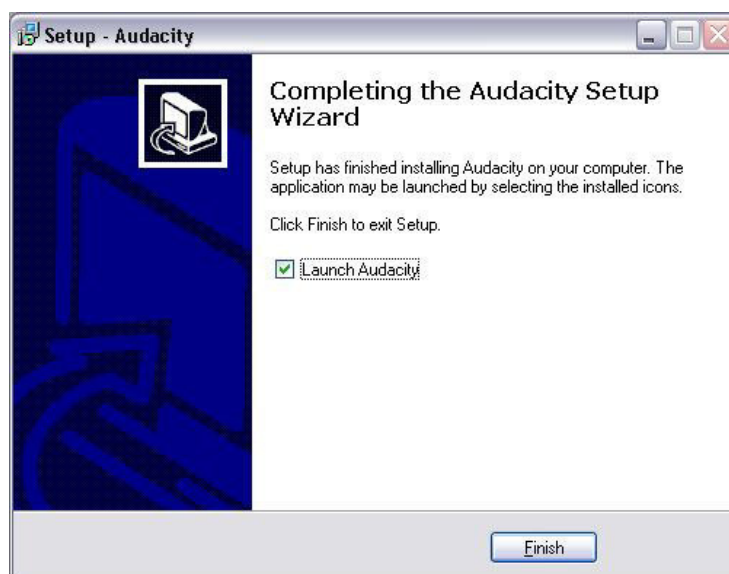 Setup - Audacity
Completing the Audacity Setup
Wizard
Setup has finished installing Audacity on your computer. The
application may be launched by selecting the installed icons.
Click Finish to exit Setup.
Launch Audacity
Finish